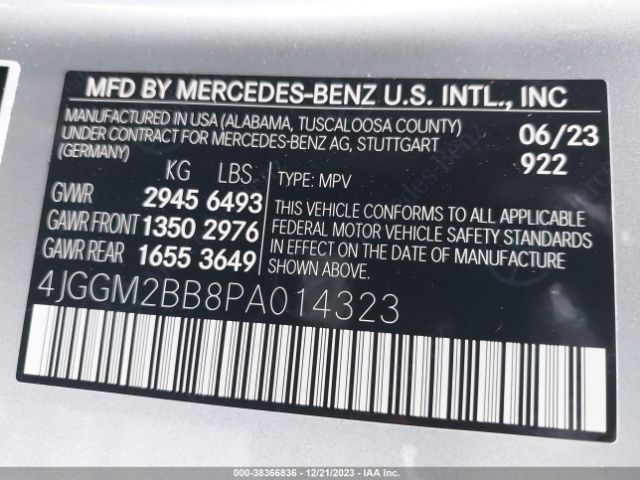 MFD BY MERCEDES-BENZ U.S. INTL., INC
MANUFACTURED IN USA (ALABAMA, TUSCALOOSA COUNTY)
UNDER CONTRACT FOR MERCEDES-BENZ AG, STUTTGART
(GERMANY)
06/23
922
KG LBS
GVWR 2945 6493
GAWR FRONT 1350 2976
GAWR REAR 1655 3649
TYPE: MPV
THIS VEHICLE CONFORMS TO ALL APPLICABLE
FEDERAL MOTOR VEHICLE SAFETY STANDARDS
IN EFFECT ON THE DATE OF MANUFACTURE
SHOWN ABOVE.
4JGGM2BB8PA014323
000-38366836 - 12/21/2023 - IAA Inc.